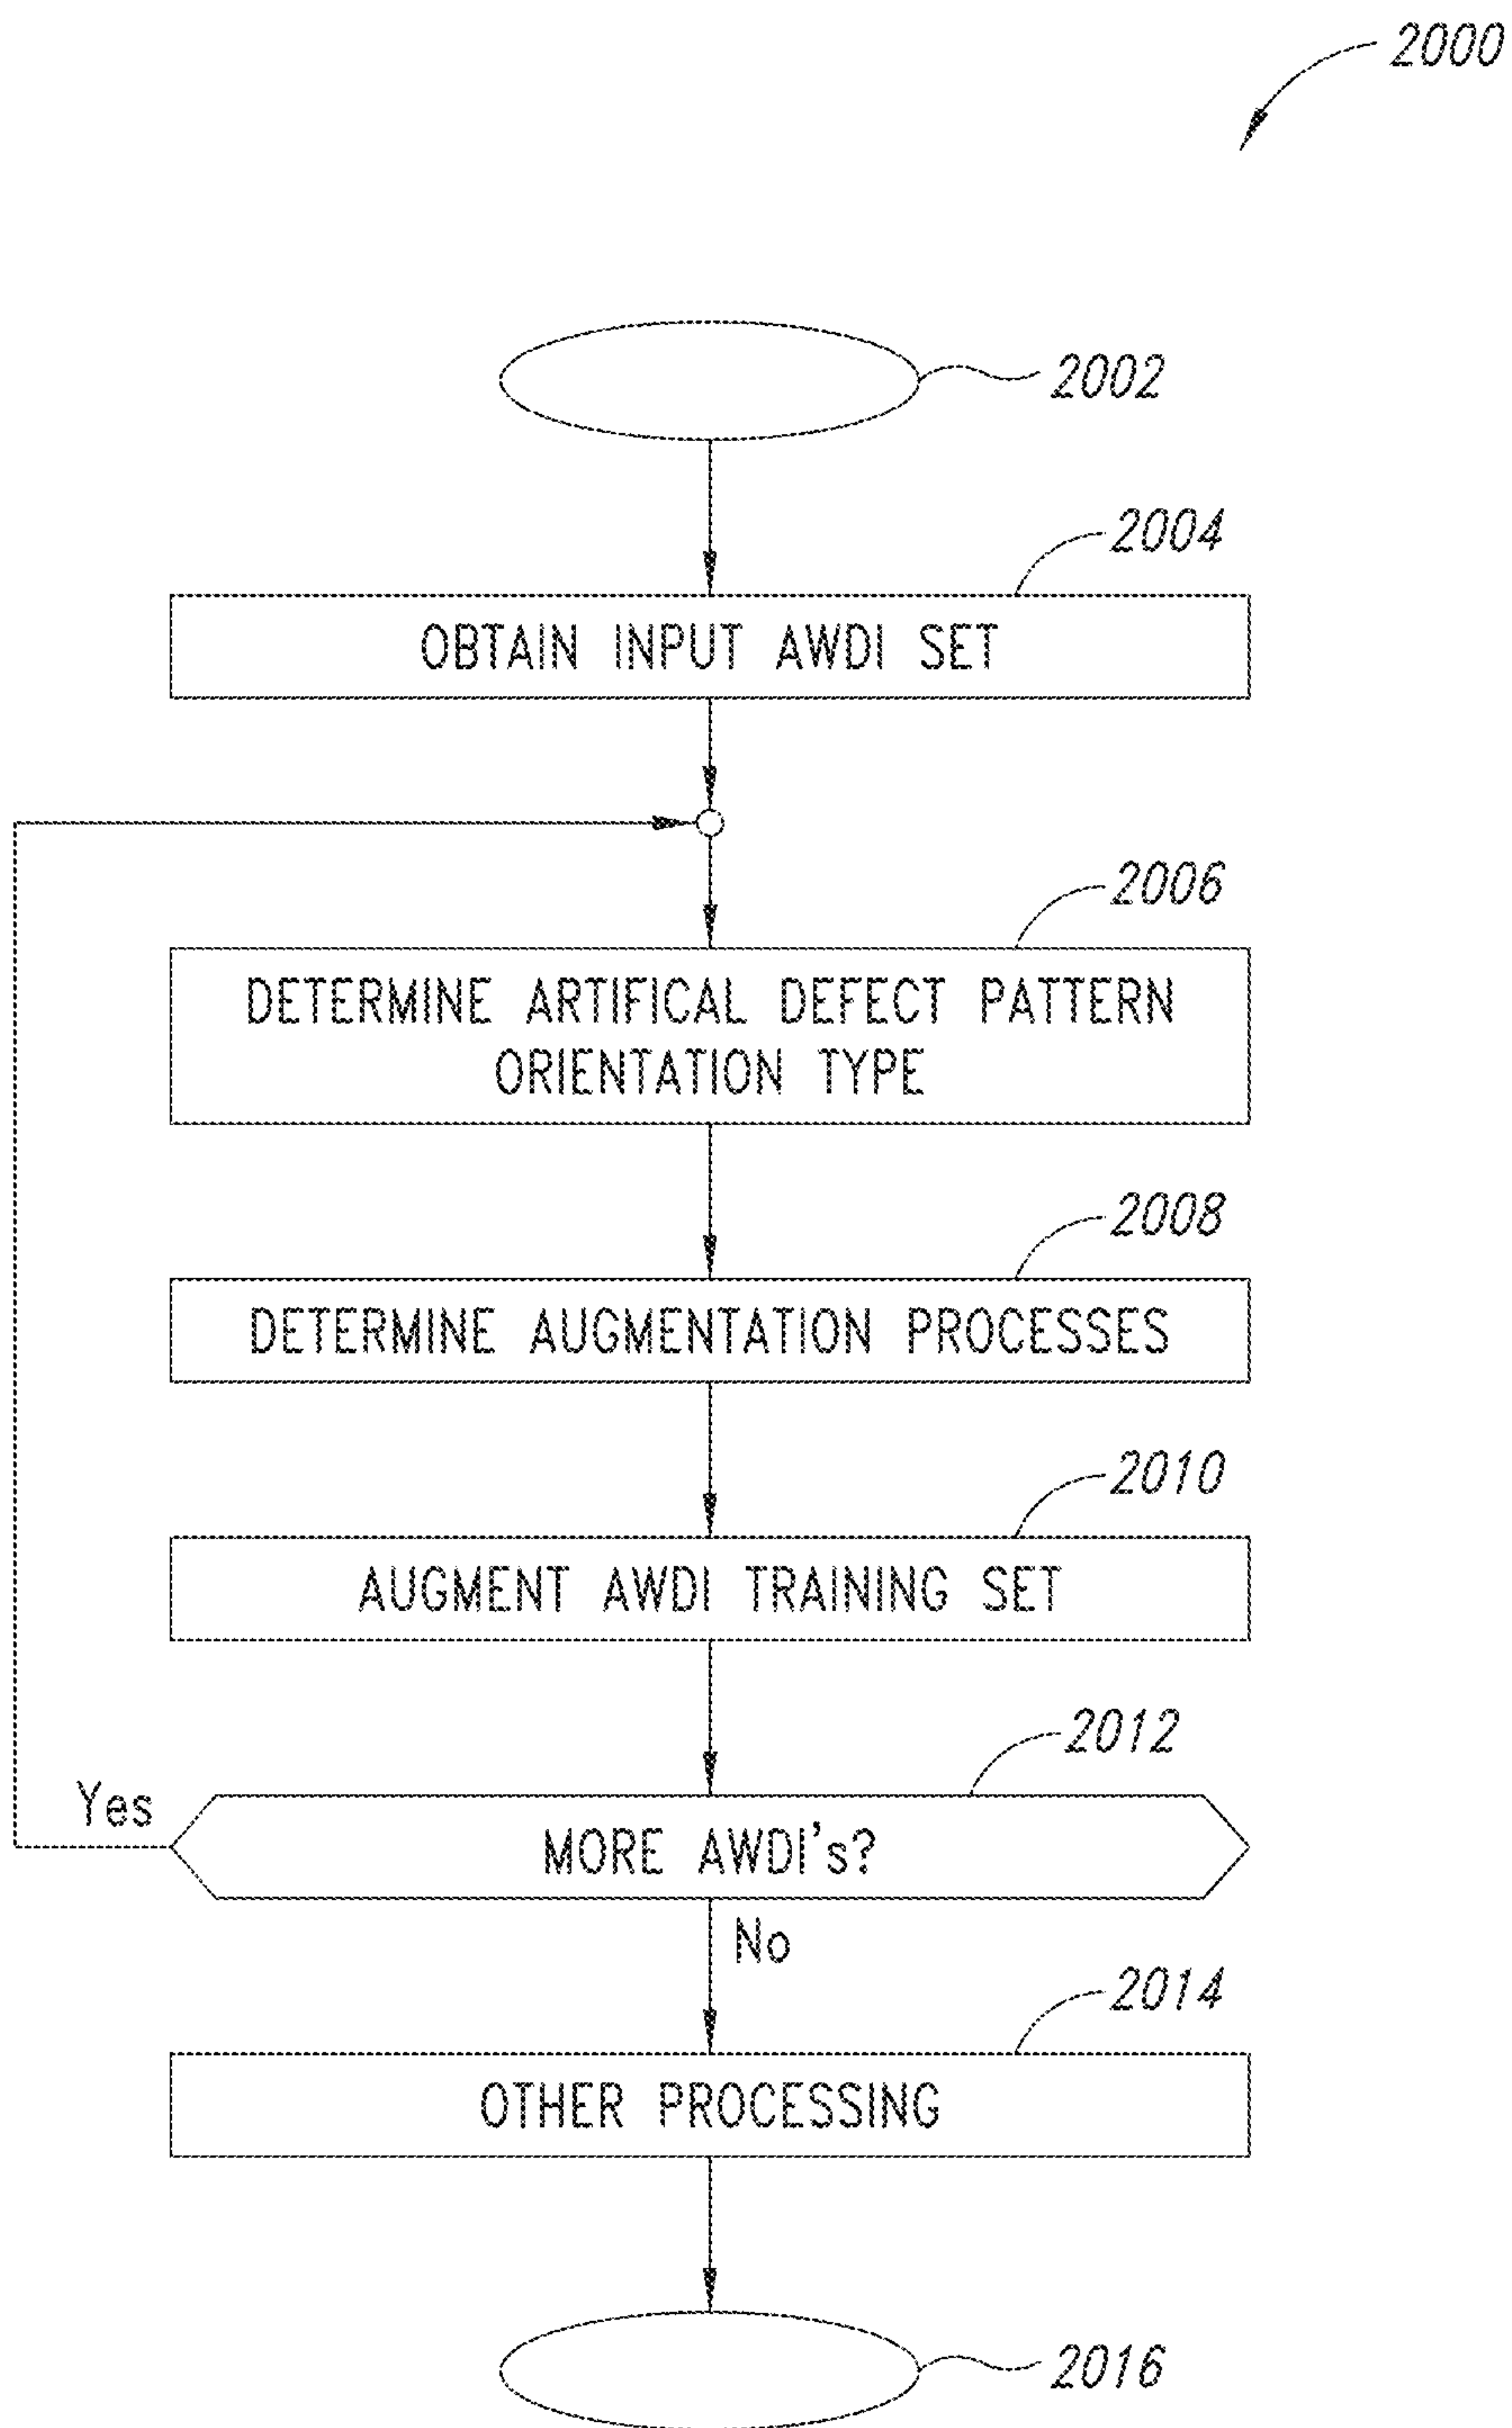 2000
2002
2004
OBTAIN INPUT AWDI SET
2006
DETERMINE ARTIFICAL DEFECT PATTERN
ORIENTATION TYPE
2008
DETERMINE AUGMENTATION PROCESSES
2010
AUGMENT AWDI TRAINING SET
2012
Yes
MORE AWDI's?
No
2014
OTHER PROCESSING
2016